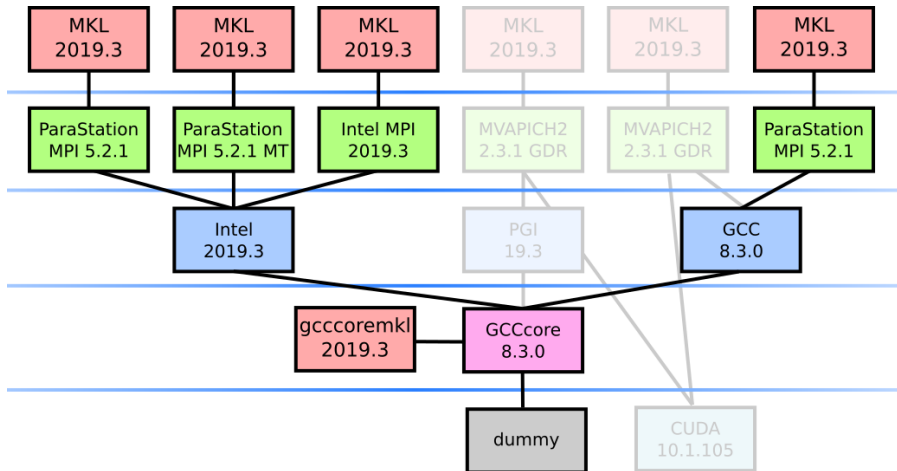 MKL
2019.3
MKL
2019.3
MKL
2019.3
MKL
2019.3
MKL
2019.3
MKL
2019.3
ParaStation
MPI 5.2.1
ParaStation
MPI 5.2.1 MT
Intel MPI
2019.3
MVAPICH2
2.3.1 GDR
MVAPICH2
2.3.1 GDR
ParaStation
MPI 5.2.1
Intel
2019.3
PGI
19.3
GCC
8.3.0
gcccoremkl
2019.3
GCCcore
8.3.0
dummy
CUDA
10.1.105